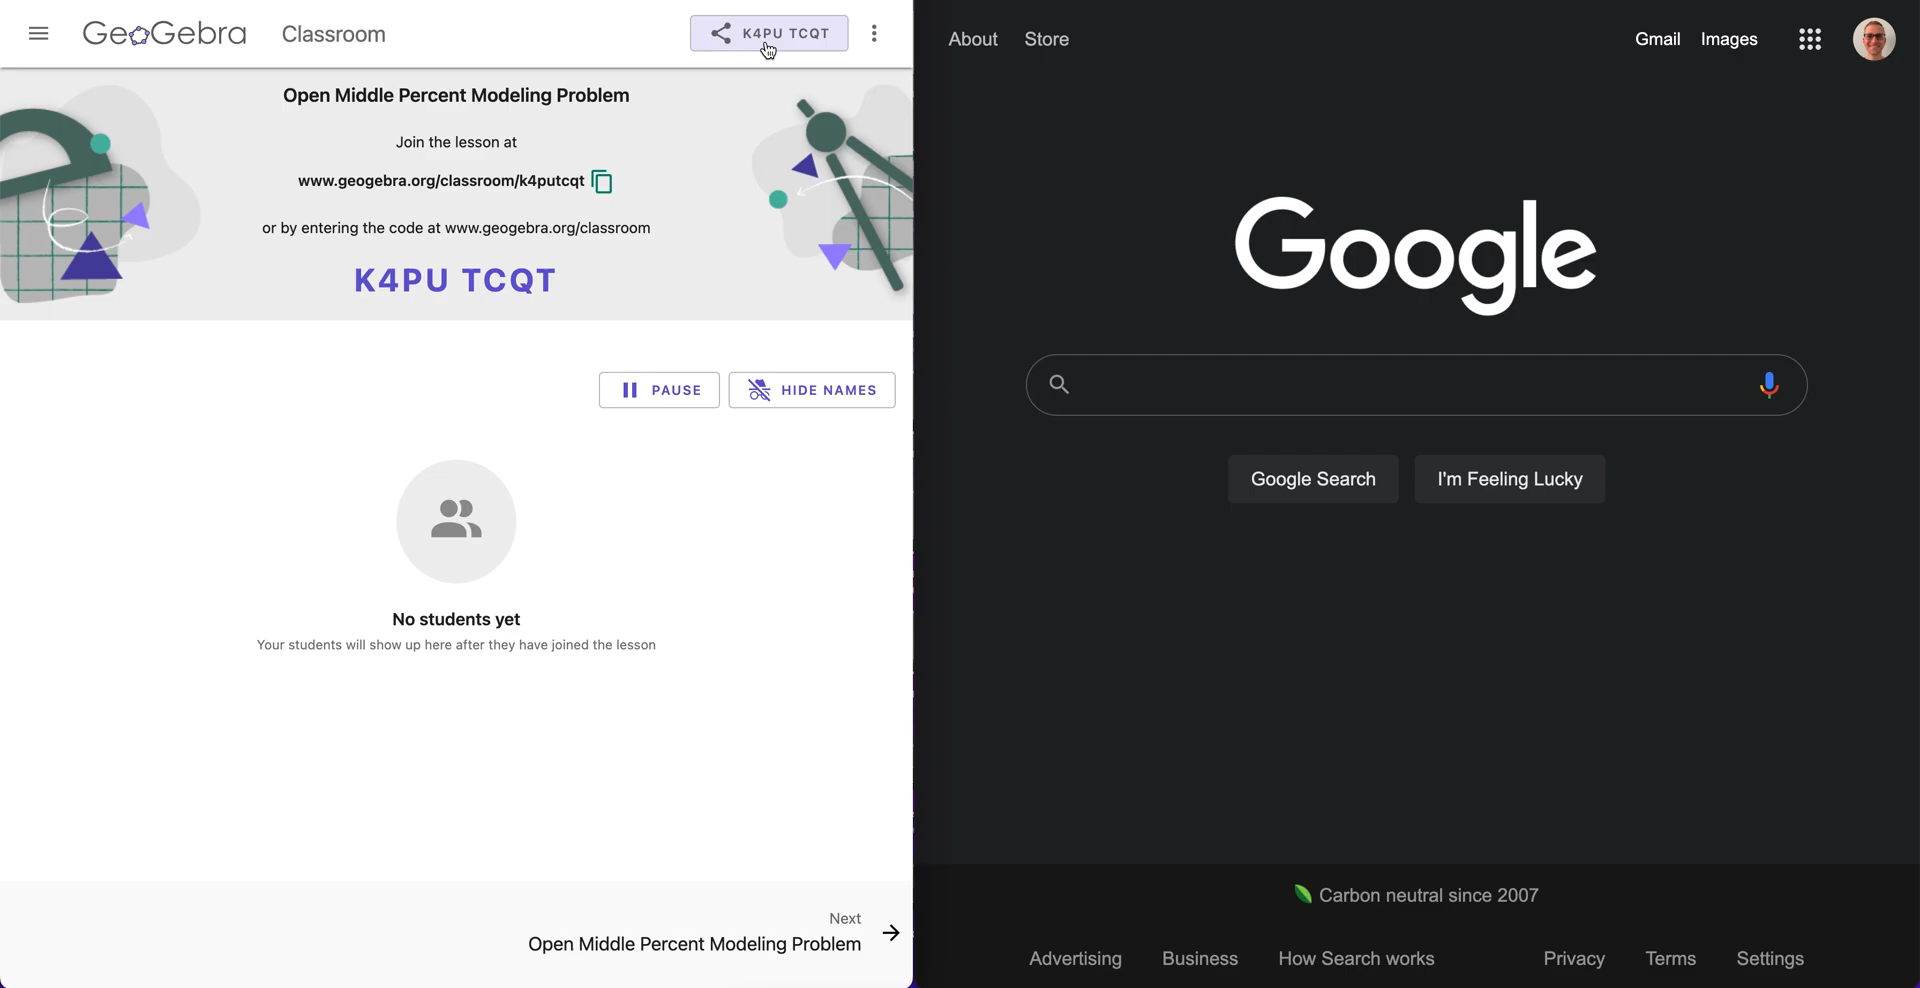 GeoGebra Classroom
K4PU TCQT
Open Middle Percent Modeling Problem
Join the lesson at
www.geogebra.org/classroom/k4putcqt
or by entering the code at www.geogebra.org/classroom
K4PU TCQT
PAUSE
HIDE NAMES
No students yet
Your students will show up here after they have joined the lesson
Next
Open Middle Percent Modeling Problem
About Store
Gmail Images
Google
Google Search
I'm Feeling Lucky
Carbon neutral since 2007
Advertising Business How Search works
Privacy Terms Settings